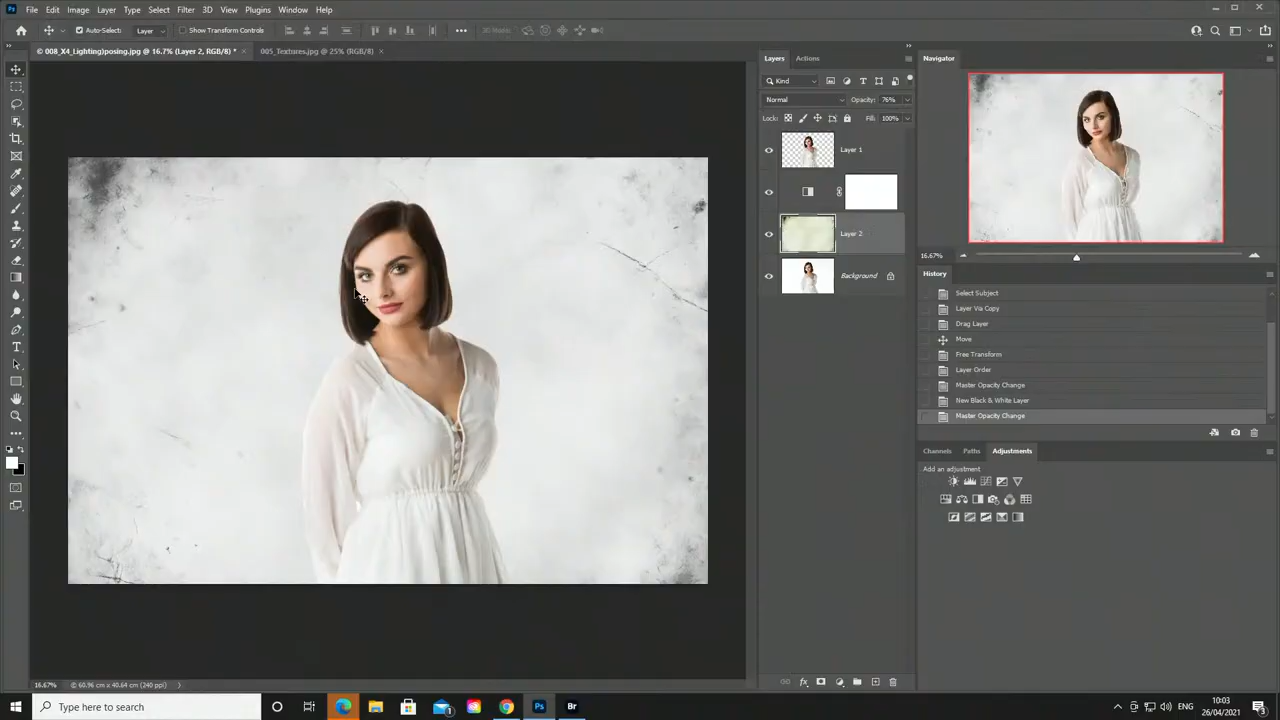 Ps File Edit Image Layer Type Select Filter 3D View Plugins Window Help
Auto-Select: Layer Show Transform Controls
© 008_X4_Lighting)posing.jpg @ 16.7% (Layer 2, RGB/8) * × 005_Textures.jpg @ 25% (RGB/8) ×
Layers Actions
Kind
Normal Opacity: 76%
Lock: Fill: 100%
Layer 1
Layer 2
Background
Navigator
16.67%
History
Select Subject
Layer Via Copy
Drag Layer
Move
Free Transform
Layer Order
Master Opacity Change
New Black & White Layer
Master Opacity Change
Channels Paths Adjustments
Add an adjustment
16.67% © 60.96 cm x 40.64 cm (240 ppi)
Type here to search
Ps Br
ENG
10:03
26/04/2021